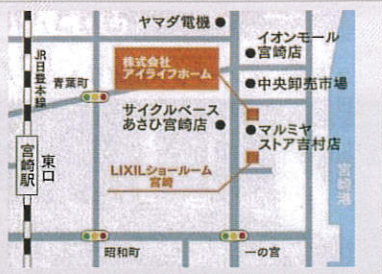 ヤマダ電機
イオンモール
宮崎店
株式会社
アイライフホーム
JR日豊本線
青葉町
中央卸売市場
サイクルベース
あさひ宮崎店
マルミヤ
ストア吉村店
宮崎駅
東口
LIXILショールーム
宮崎
宮崎港
昭和町
一の宮